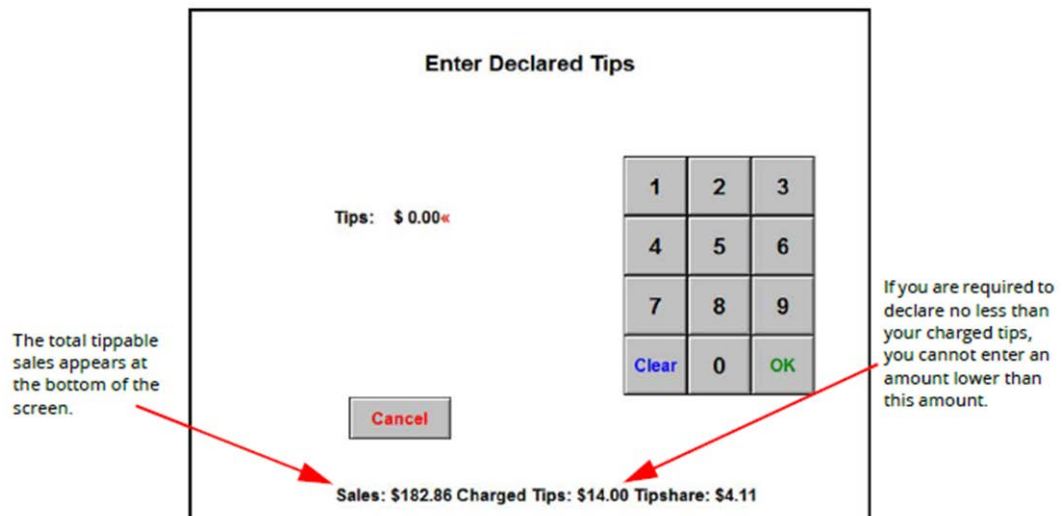 Enter Declared Tips
Tips: $ 0.00«
1 2 3
4 5 6
7 8 9
Clear 0 OK
Cancel
Sales: $182.86 Charged Tips: $14.00 Tipshare: $4.11
The total tippable
sales appears at
the bottom of the
screen.
If you are required to
declare no less than
your charged tips,
you cannot enter an
amount lower than
this amount.